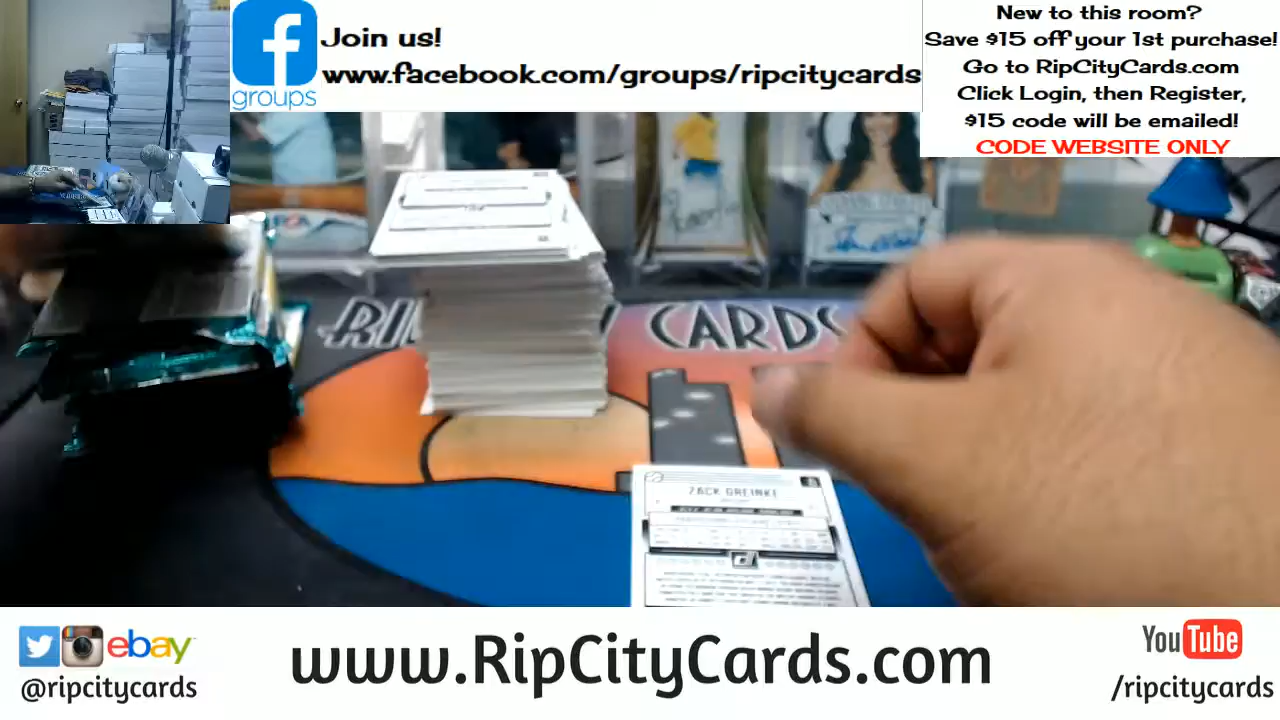 Join us!
www.facebook.com/groups/ripcitycards
groups
New to this room?
Save $15 off your 1st purchase!
Go to RipCityCards.com
Click Login, then Register,
$15 code will be emailed!
CODE WEBSITE ONLY
CARDS
ZACK GREINKE
ebay
@ripcitycards
www.RipCityCards.com
YouTube
/ripcitycards